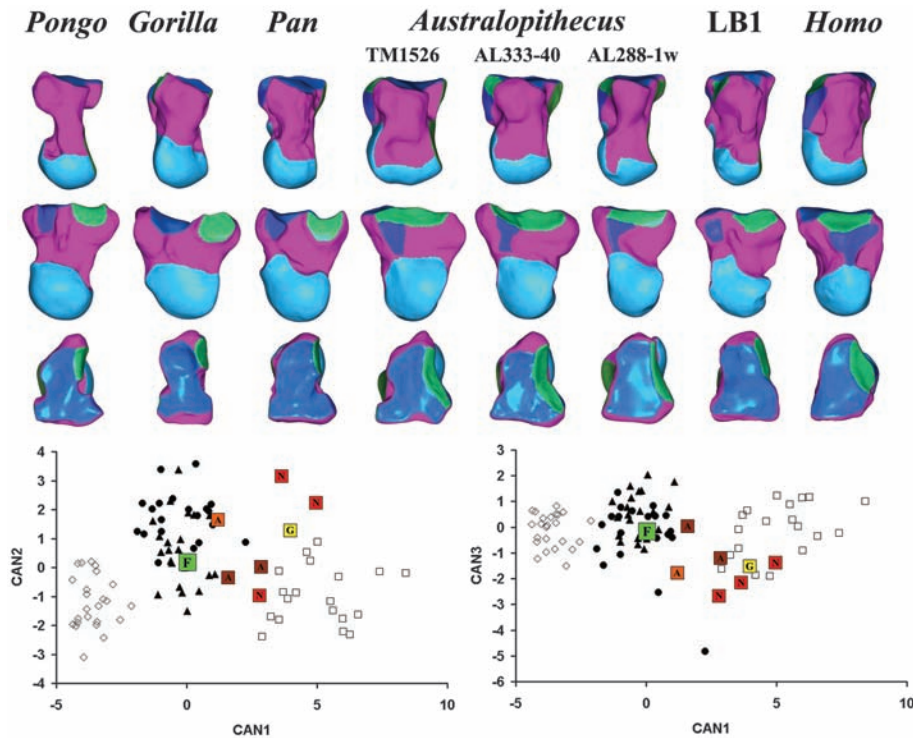 Pongo Gorilla Pan Australopithecus LB1 Homo
TM1526 AL333-40 AL288-1w
4
3
2
1
0
-1
-2
-3
-4
CAN2
-5 0 5 10
CAN1
N
N
A
G
F
A
A
N
4
3
2
1
0
-1
-2
-3
-4
-5
-6
CAN3
-5 0 5 10
CAN1
F
A
A
G
N
A
N
N